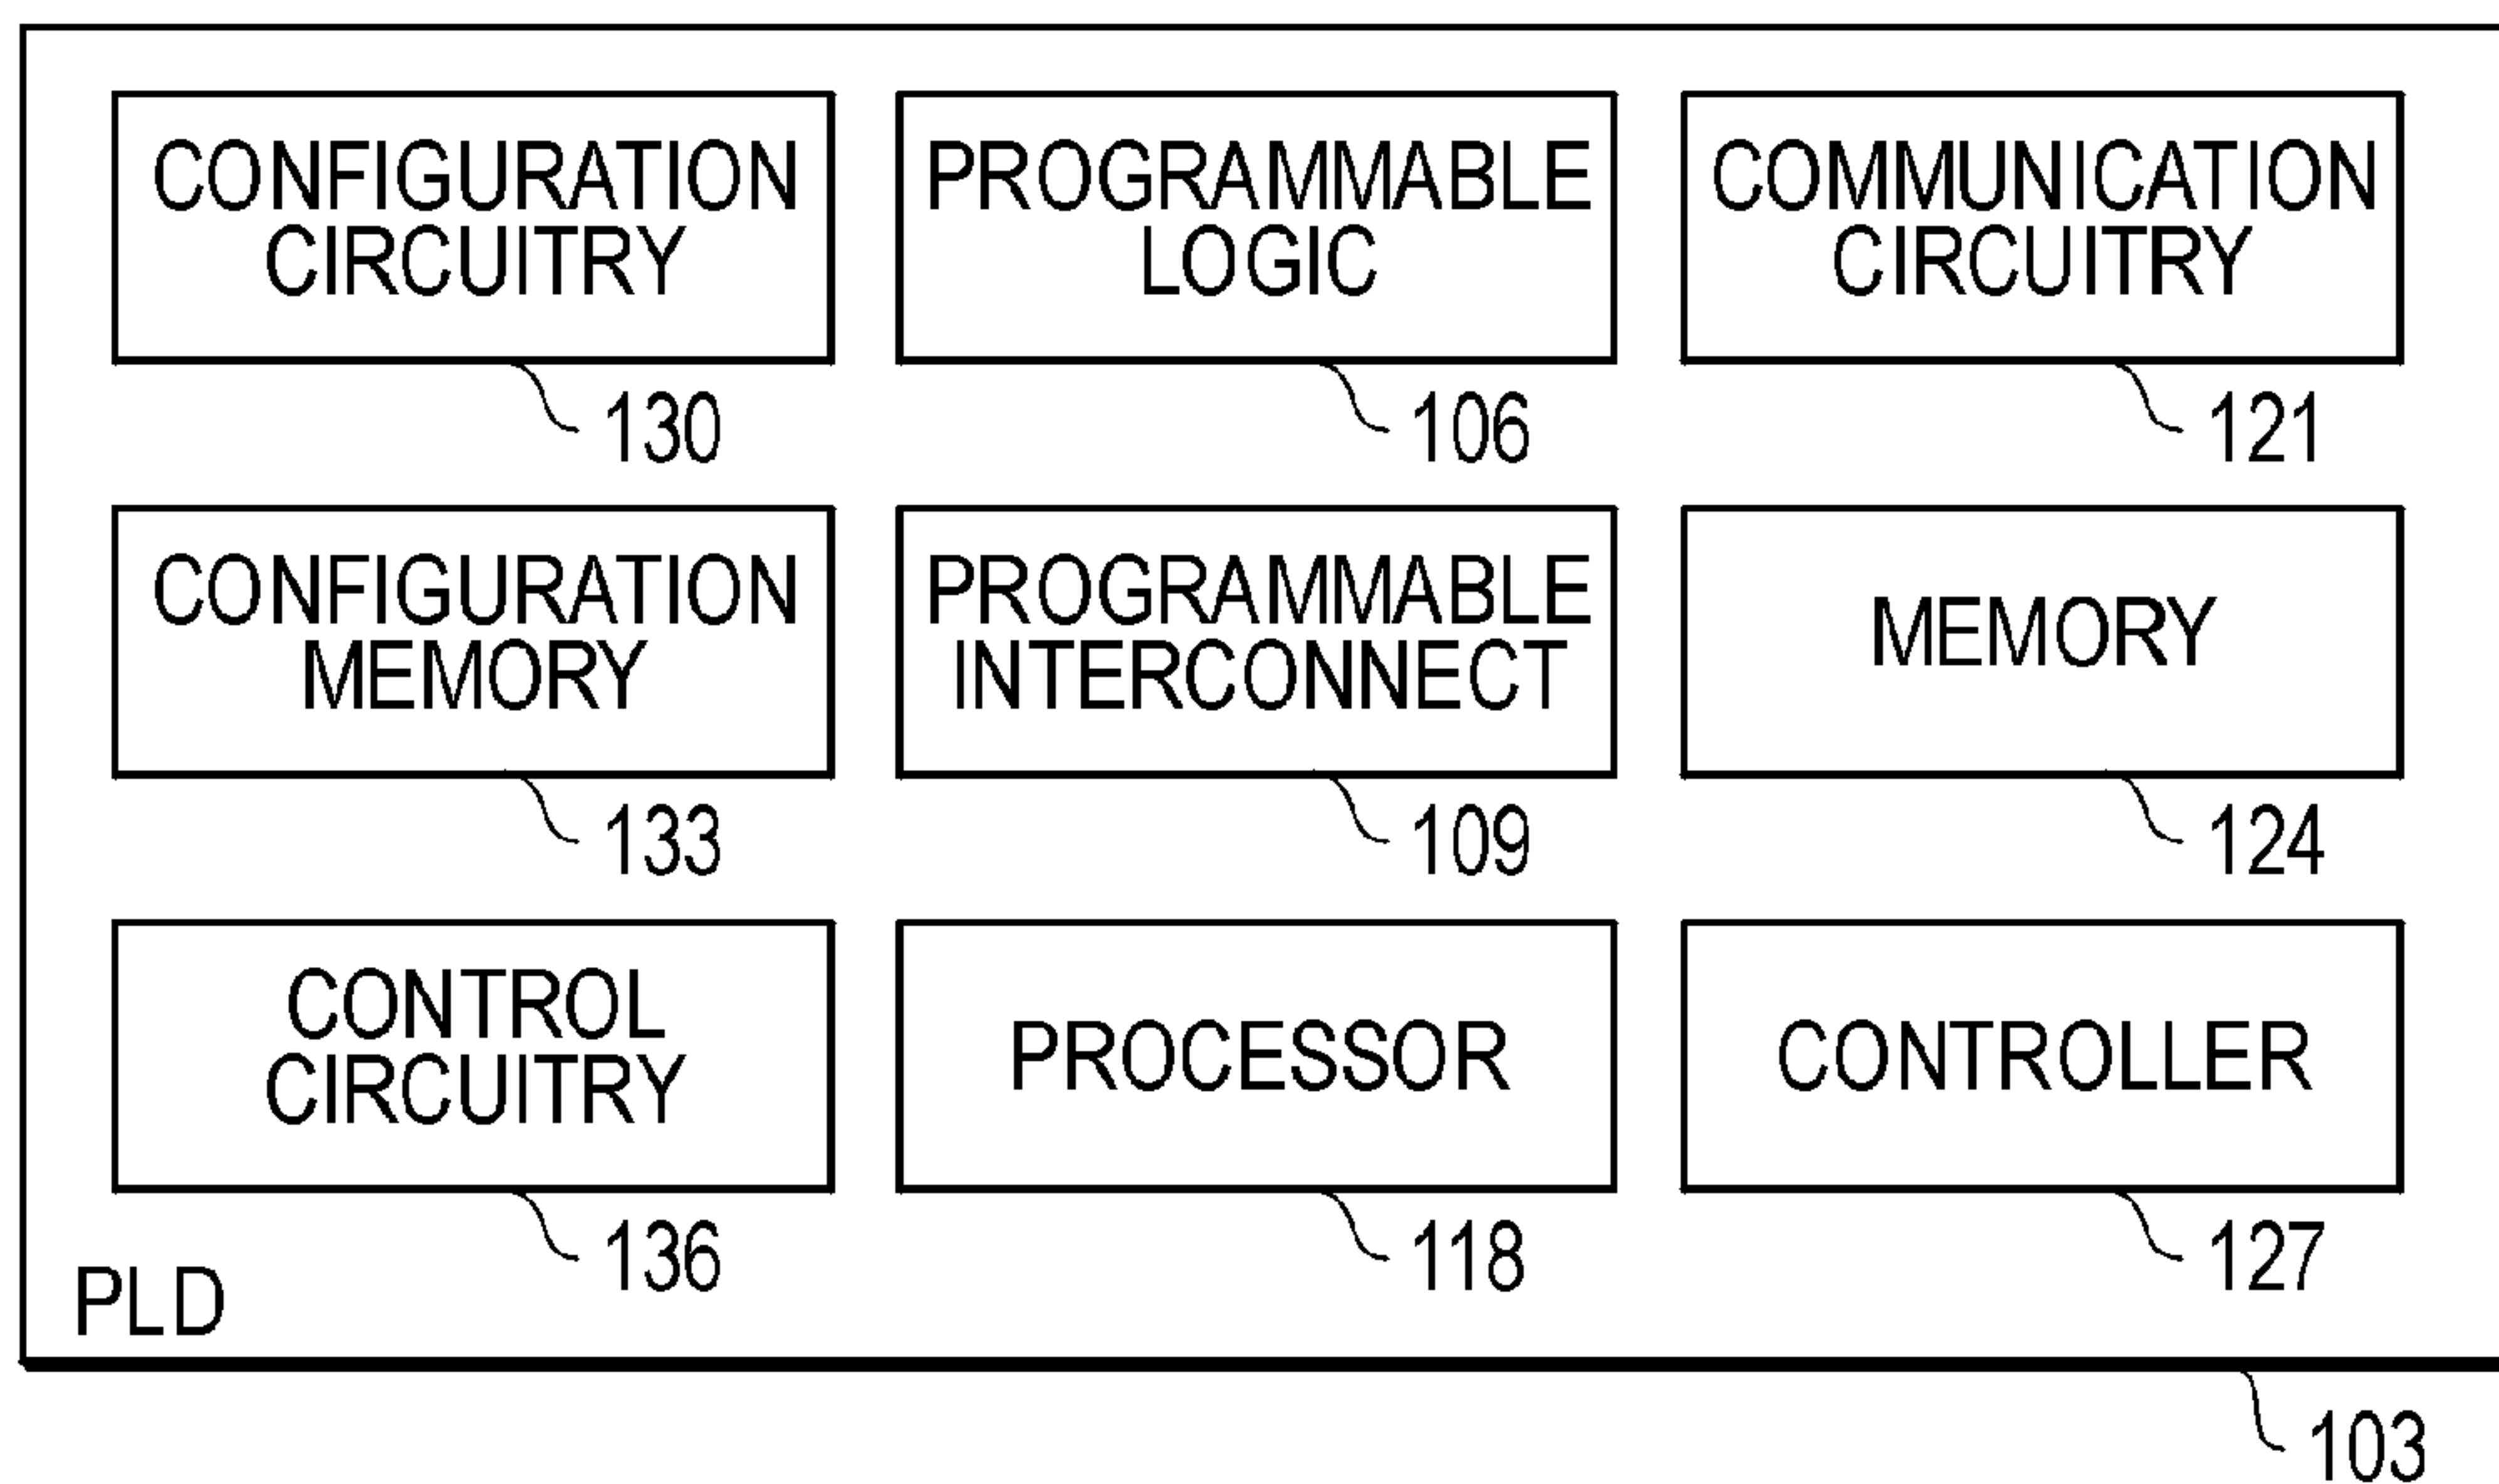 CONFIGURATION
CIRCUITRY
130
PROGRAMMABLE
LOGIC
106
COMMUNICATION
CIRCUITRY
121
CONFIGURATION
MEMORY
133
PROGRAMMABLE
INTERCONNECT
109
MEMORY
124
CONTROL
CIRCUITRY
136
PROCESSOR
118
CONTROLLER
127
PLD
103